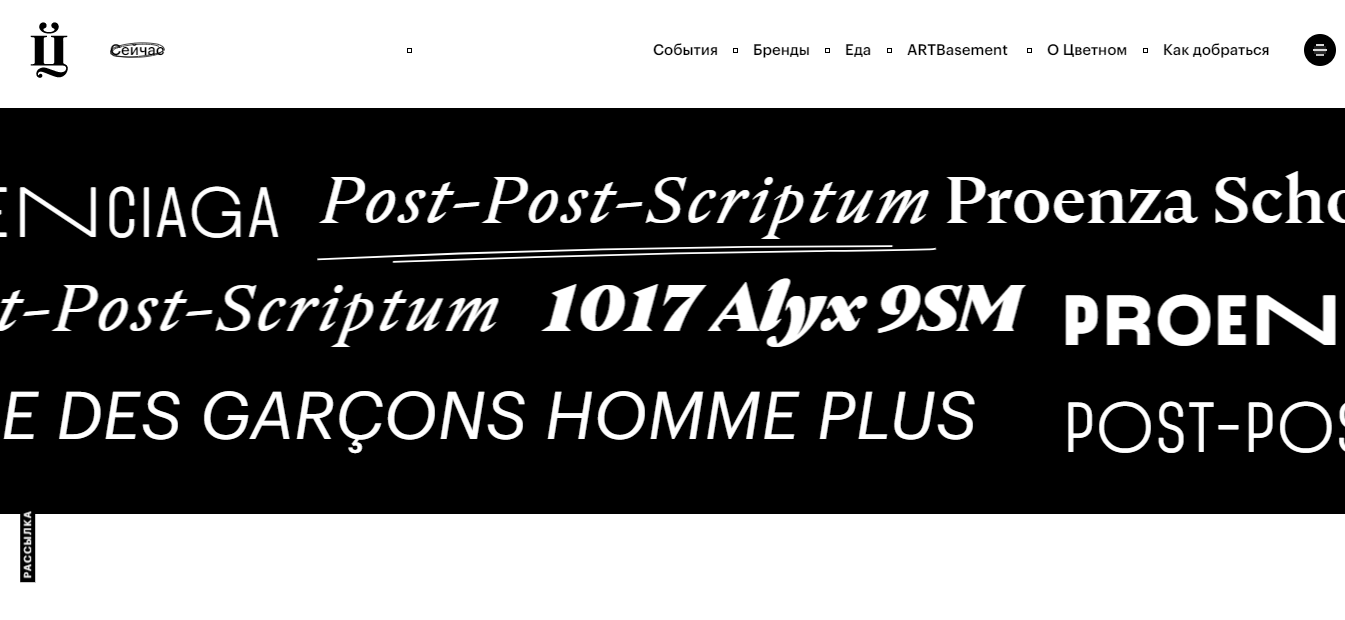 Ц̈
Сейчас
События Бренды Еда ARTBasement О Цветном Как добраться
ENCIAGA Post-Post-Scriptum Proenza Scho
t-Post-Scriptum 1017 Alyx 9SM PROEN
E DES GARÇONS HOMME PLUS POST-POS
РАССЫЛКА